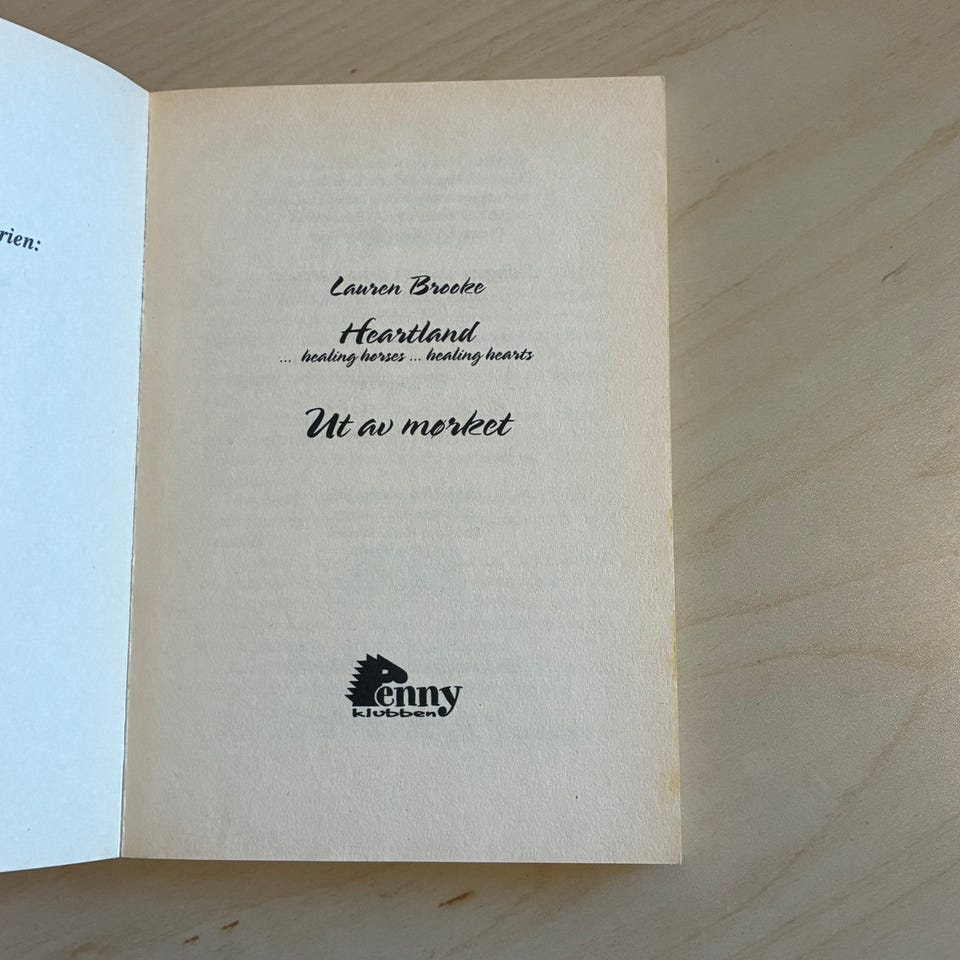 rien:
Lauren Brooke
Heartland
... healing horses ... healing hearts
Ut av mørket
Penny
klubben